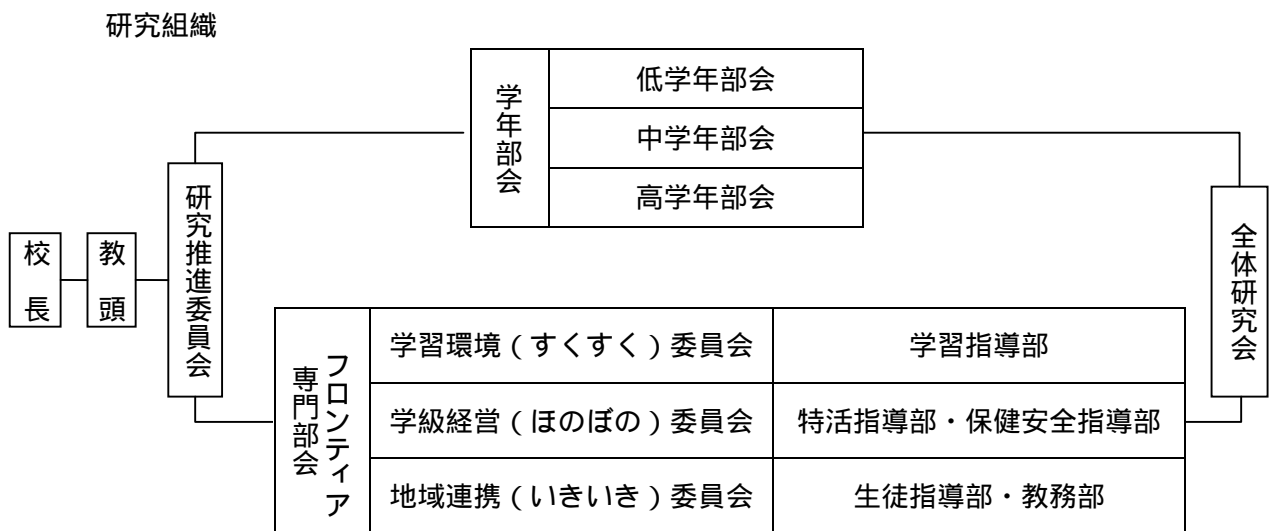 研究組織
校長
教頭
研究推進委員会
学年部会
低学年部会
中学年部会
高学年部会
フロンティア
専門部会
学習環境（すくすく）委員会
学習指導部
学級経営（ほのぼの）委員会
特活指導部・保健安全指導部
地域連携（いきいき）委員会
生徒指導部・教務部
全体研究会